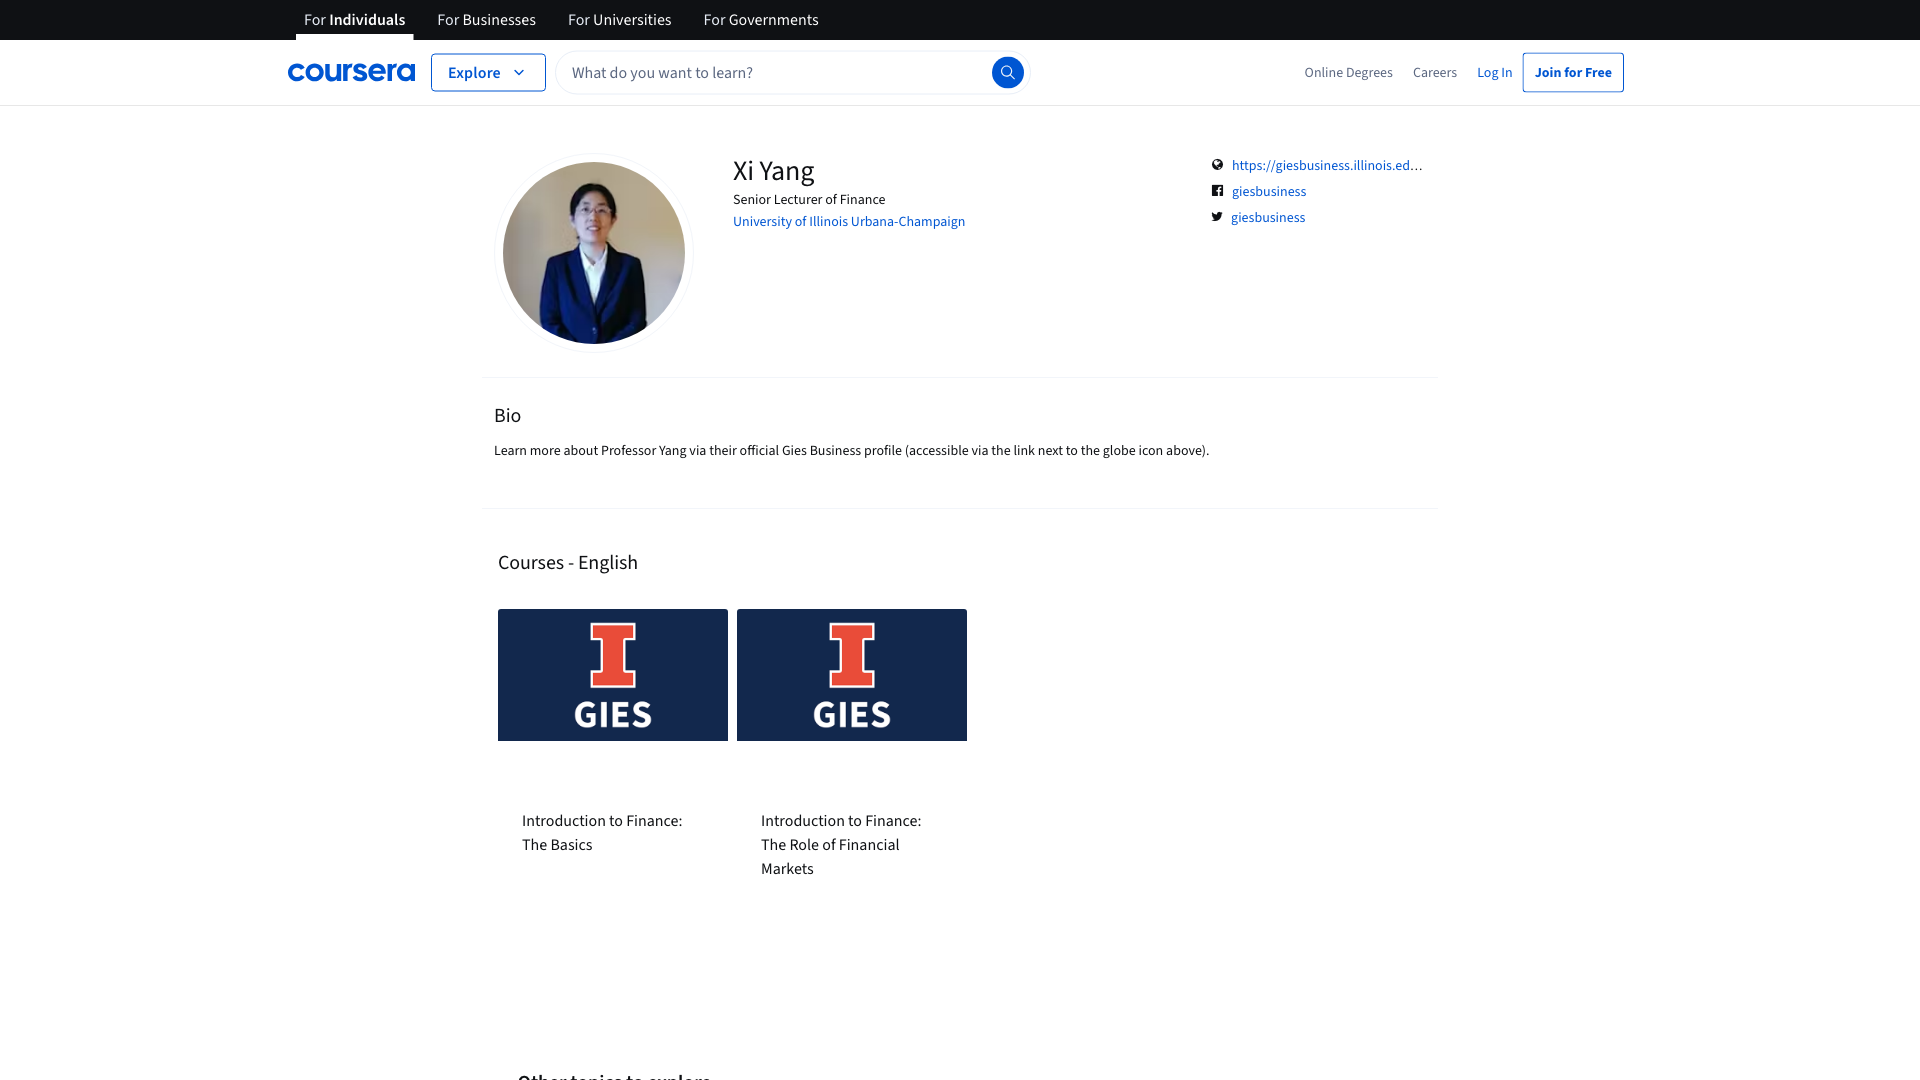 For Individuals
For Businesses
For Universities
For Governments
coursera
Explore
What do you want to learn?
Online Degrees
Careers
Log In
Join for Free
Xi Yang
Senior Lecturer of Finance
University of Illinois Urbana-Champaign
https://giesbusiness.illinois.ed...
giesbusiness
giesbusiness
Bio
Learn more about Professor Yang via their official Gies Business profile (accessible via the link next to the globe icon above).
Courses - English
I
GIES
I
GIES
Introduction to Finance:
The Basics
Introduction to Finance:
The Role of Financial
Markets
Other topics to explore